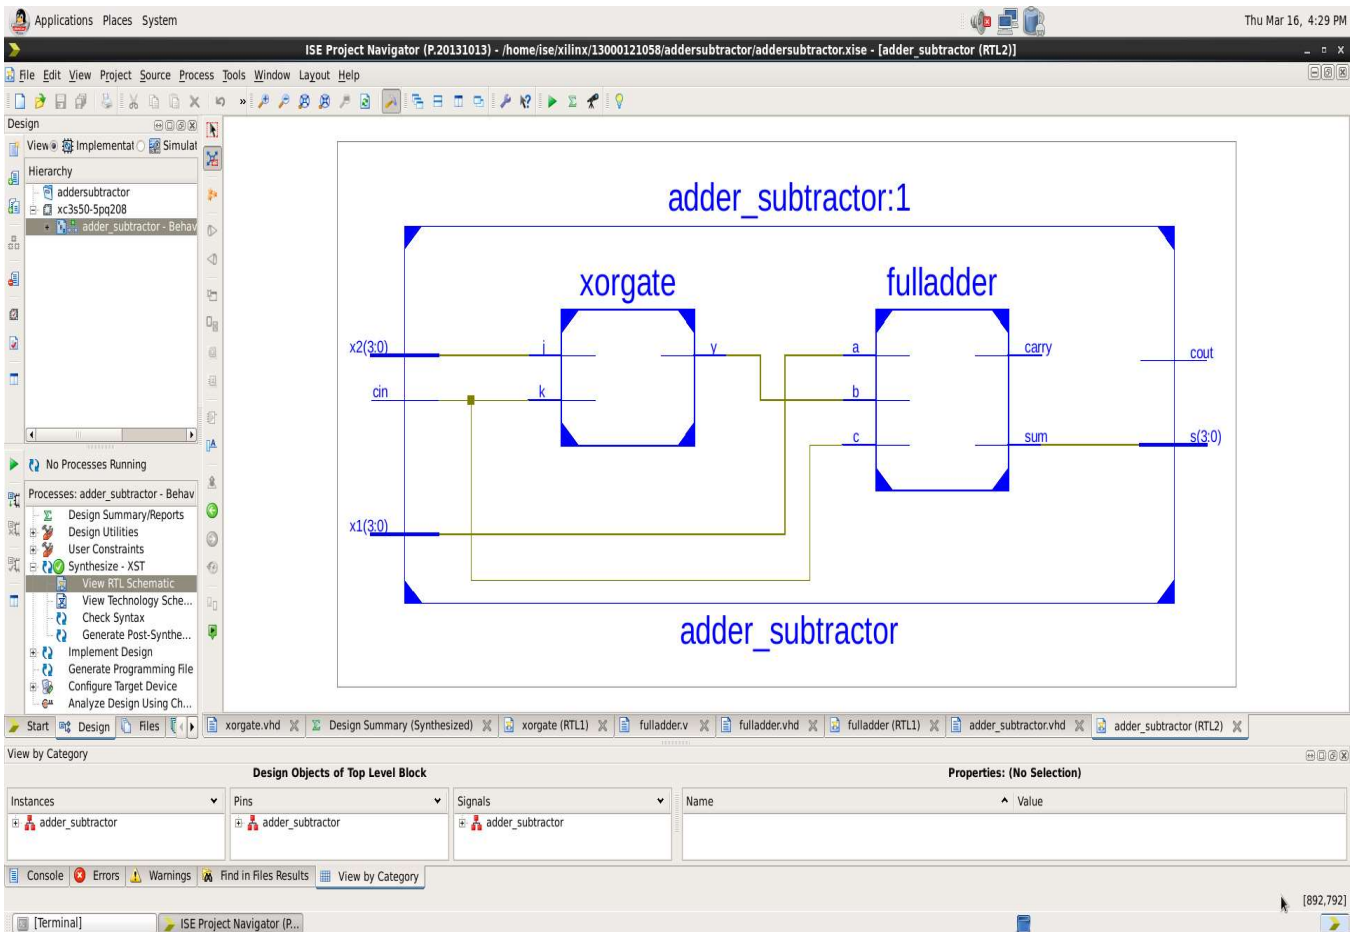 Applications Places System
Thu Mar 16, 4:29 PM
ISE Project Navigator (P.20131013) - /home/ise/xilinx/13000121058/addersubtractor/addersubtractor.xise - [adder_subtractor (RTL2)]
File Edit View Project Source Process Tools Window Layout Help
»
Design
View Implementat Simulat
Hierarchy
addersubtractor
xc3s50-5pq208
adder_subtractor - Behav
adder_subtractor:1
xorgate
fulladder
x2(3:0)
j
y
a
carry
cout
cin
k
b
c
sum
s(3:0)
x1(3:0)
adder_subtractor
No Processes Running
Processes: adder_subtractor - Behav
Design Summary/Reports
Design Utilities
User Constraints
Synthesize - XST
View RTL Schematic
View Technology Sche...
Check Syntax
Generate Post-Synthe...
Implement Design
Generate Programming File
Configure Target Device
Analyze Design Using Ch...
Start Design Files
xorgate.vhd Design Summary (Synthesized) xorgate (RTL1) fulladder.v fulladder.vhd fulladder (RTL1) adder_subtractor.vhd adder_subtractor (RTL2)
View by Category
Design Objects of Top Level Block
Properties: (No Selection)
Instances Pins Signals Name Value
adder_subtractor adder_subtractor adder_subtractor
Console Errors Warnings Find in Files Results View by Category
[892,792]
[Terminal] ISE Project Navigator (P...